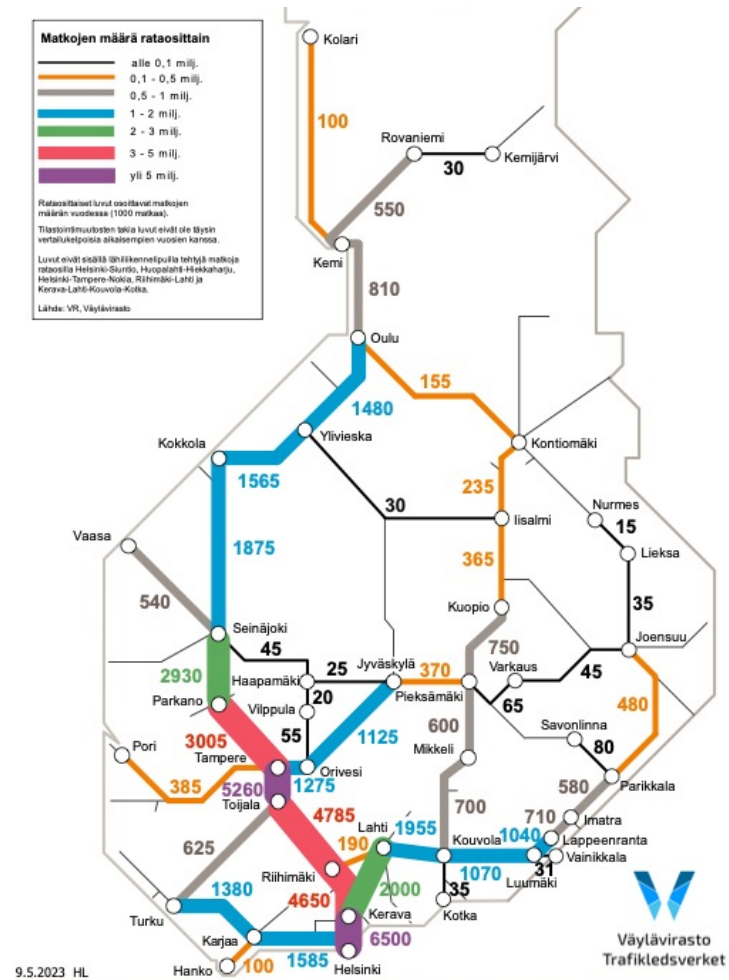 Matkojen määrä rataosittain
alle 0,1 milj.
0,1 - 0,5 milj.
0,5 - 1 milj.
1 - 2 milj.
2 - 3 milj.
3 - 5 milj.
yli 5 milj.
Rataosittaiset luvut osoittavat matkojen
määrän vuodessa (1000 matkaa).
Tilastointimuutosten takia luvut eivät ole täysin
vertailukelpoisia aikaisempien vuosien kanssa.
Luvut eivät sisällä lähiliikennelipuilla tehtyjä matkoja
rataosilla Helsinki-Siuntio, Huopalahti-Hiekkaharju,
Helsinki-Tampere-Nokia, Riihimäki-Lahti ja
Kerava-Lahti-Kouvola-Kotka.
Lähde: VR, Väylävirasto
Kolari
100
Rovaniemi
Kemijärvi
30
550
Kemi
810
Oulu
155
1480
Ylivieska
Kontiomäki
Kokkola
1565
235
30
Iisalmi
Nurmes
15
Lieksa
Vaasa
1875
365
540
Kuopio
35
Seinäjoki
45
750
Joensuu
2930
Haapamäki
25
Jyväskylä
370
Varkaus
45
Parkano
20
Pieksämäki
65
480
Vilppula
Savonlinna
3005
55
1125
600
80
Pori
Tampere
Mikkeli
385
5260
1275
Orivesi
580
Parikkala
Toijala
4785
700
Imatra
Lahti
1955
710
625
190
Kouvola
1040
Lappeenranta
Riihimäki
1070
31
Vainikkala
Luumäki
1380
4650
2000
35
Turku
Kerava
Kotka
Karjaa
6500
1585
Hanko
100
Helsinki
Väylävirasto
Trafikledsverket
9.5.2023 HL